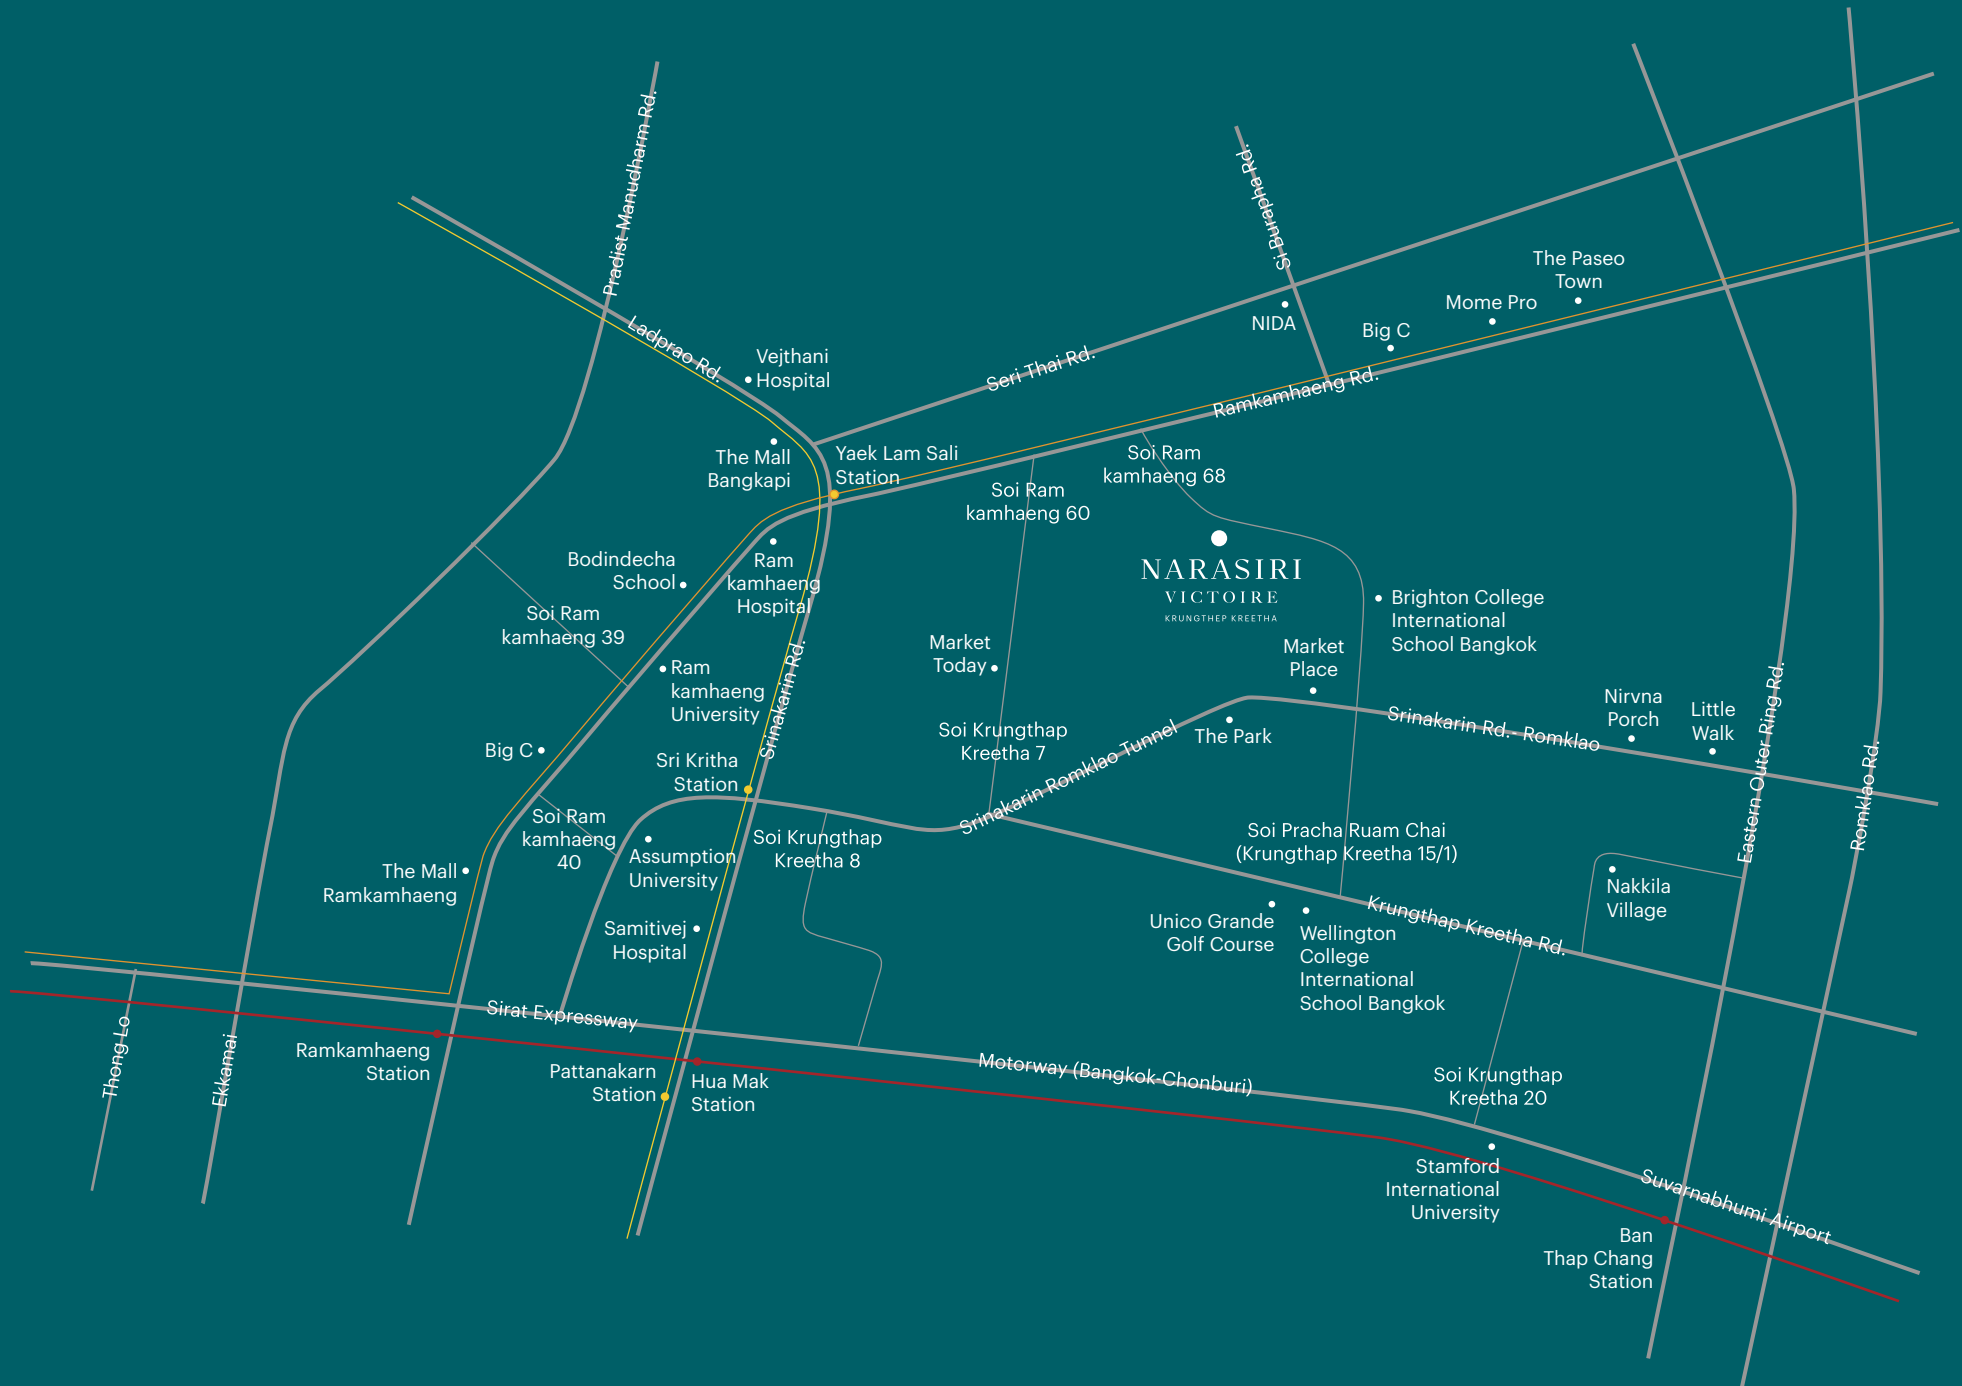 Pradist Manudharm Rd.
Si Burapha Rd.
The Paseo
Town
Mome Pro
NIDA
Big C
Ladprao Rd.
Vejthani
Hospital
Seri Thai Rd.
Ramkamhaeng Rd.
The Mall
Bangkapi
Yaek Lam Sali
Station
Soi Ram
kamhaeng 68
Soi Ram
kamhaeng 60
Bodindecha
School
Ram
kamhaeng
Hospital
NARASIRI
VICTOIRE
KRUNGTHEP KREETHA
Soi Ram
kamhaeng 39
Brighton College
International
School Bangkok
Market
Today
Market
Place
Ram
kamhaeng
University
Srinakarin Rd.
Nirvna
Porch
Little
Walk
Eastern Outer Ring Rd.
Romklao Rd.
Big C
Sri Kritha
Station
Soi Krungthap
Kreetha 7
Srinakarin Romklao Tunnel
The Park
Srinakarin Rd.- Romklao
Soi Ram
kamhaeng
40
Assumption
University
Soi Krungthap
Kreetha 8
Soi Pracha Ruam Chai
(Krungthap Kreetha 15/1)
The Mall
Ramkamhaeng
Nakkila
Village
Samitivej
Hospital
Unico Grande
Golf Course
Wellington
College
International
School Bangkok
Krungthap Kreetha Rd.
Thong Lo
Ekkamai
Sirat Expressway
Ramkamhaeng
Station
Pattanakarn
Station
Hua Mak
Station
Motorway (Bangkok-Chonburi)
Soi Krungthap
Kreetha 20
Stamford
International
University
Suvarnabhumi Airport
Ban
Thap Chang
Station